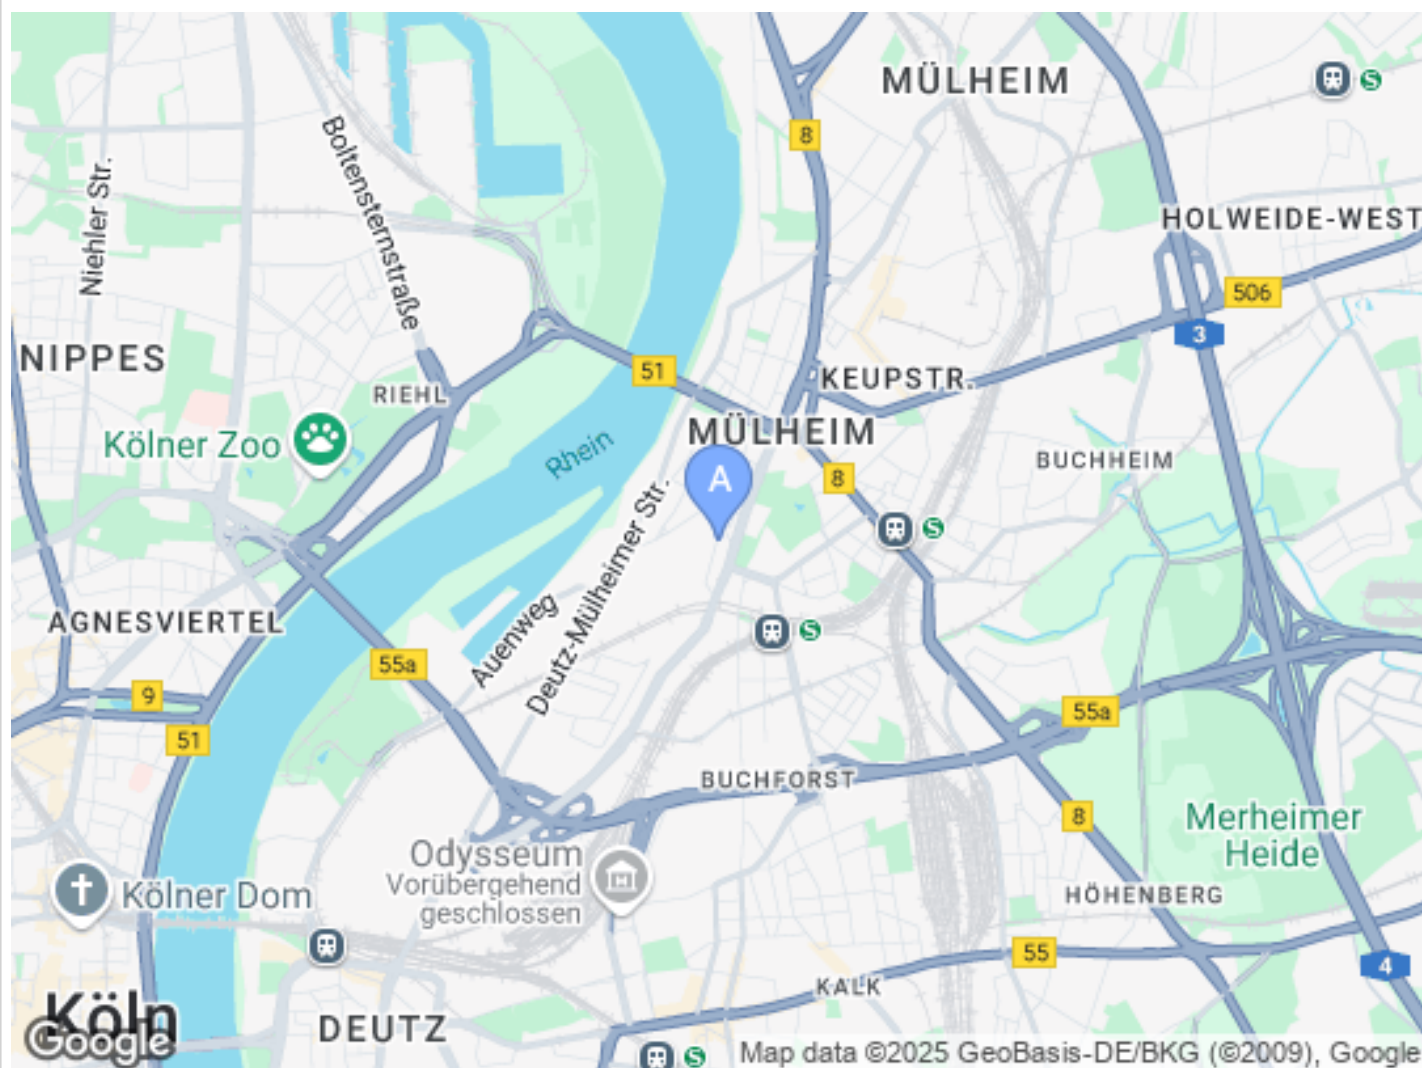 MÜLHEIM
S
8
Boltensternstraße
Niehler Str.
HOLWEIDE-WEST
506
3
NIPPES
51
KEUPSTR.
RIEHL
MÜLHEIM
Kölner Zoo
Rhein
BUCHHEIM
A
8
S
Deutz-Mülheimer Str.
Auenweg
AGNESVIERTEL
S
55a
9
51
55a
BUCHFORST
8
Merheimer
Heide
Odysseum
Vorübergehend
geschlossen
Kölner Dom
HÖHENBERG
55
4
KALK
Köln
Google
DEUTZ
S
Map data ©2025 GeoBasis-DE/BKG (©2009), Google